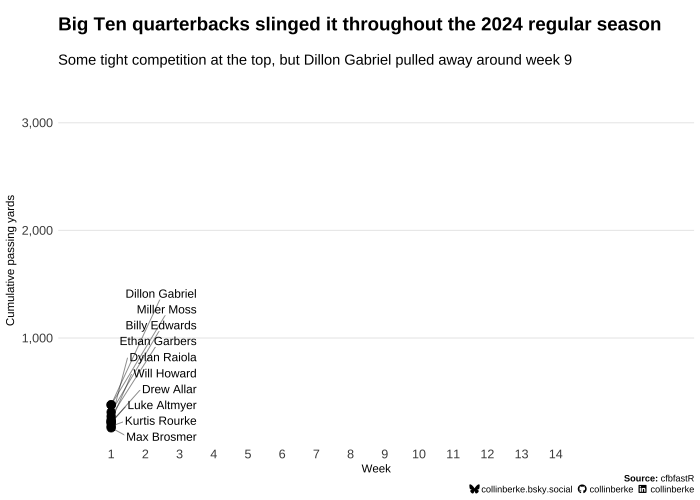 Big Ten quarterbacks slinged it throughout the 2024 regular season
Some tight competition at the top, but Dillon Gabriel pulled away around week 9
3,000
2,000
1,000
Cumulative passing yards
Dillon Gabriel
Miller Moss
Billy Edwards
Ethan Garbers
Dylan Raiola
Will Howard
Drew Allar
Luke Altmyer
Kurtis Rourke
Max Brosmer
1 2 3 4 5 6 7 8 9 10 11 12 13 14
Week
Source: cfbfastR
collinberke.bsky.social collinberke collinberke